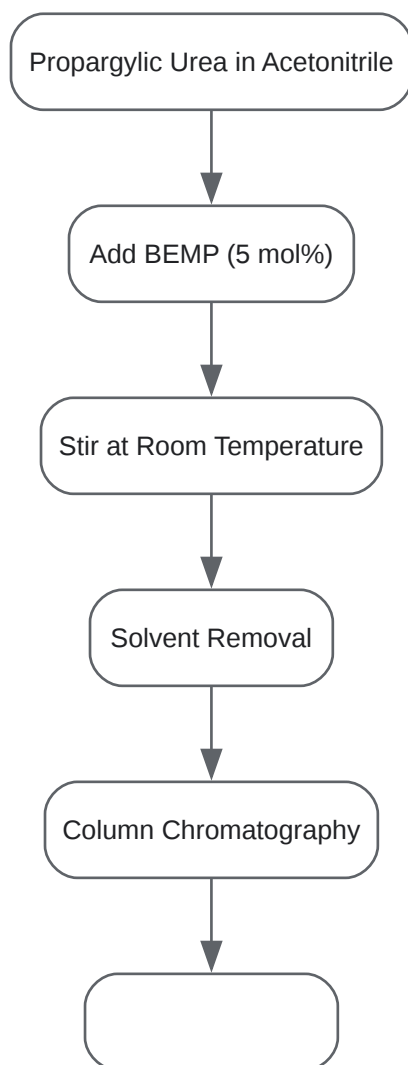 Propargylic Urea in Acetonitrile
Add BEMP (5 mol%)
Stir at Room Temperature
Solvent Removal
Column Chromatography